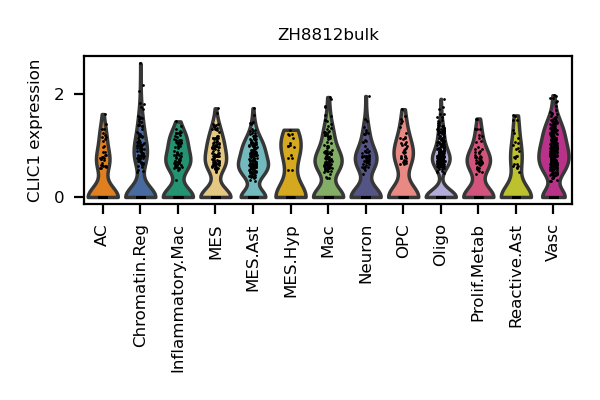 ZH8812bulk
CLIC1 expression
2
0
AC
Chromatin.Reg
Inflammatory.Mac
MES
MES.Ast
MES.Hyp
Mac
Neuron
OPC
Oligo
Prolif.Metab
Reactive.Ast
Vasc